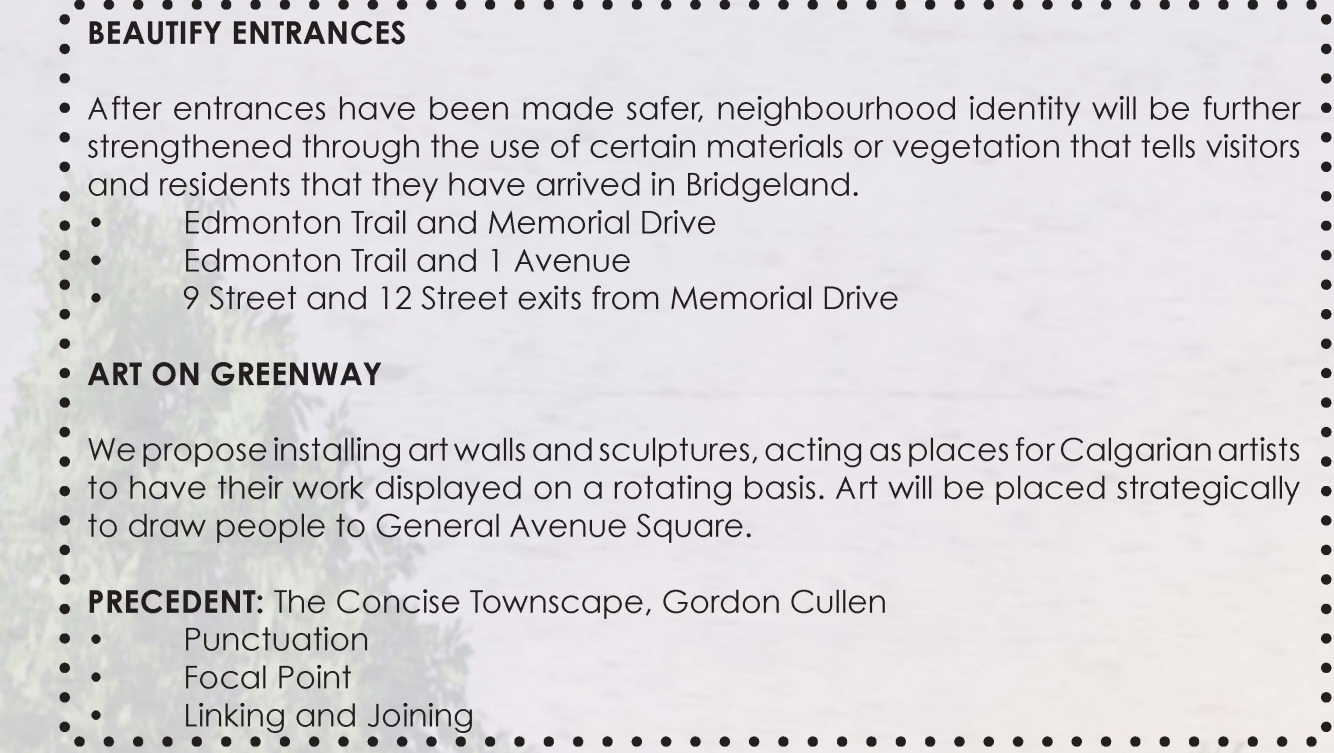 BEAUTIFY ENTRANCES
After entrances have been made safer, neighbourhood identity will be further
strengthened through the use of certain materials or vegetation that tells visitors
and residents that they have arrived in Bridgeland.
• Edmonton Trail and Memorial Drive
• Edmonton Trail and 1 Avenue
• 9 Street and 12 Street exits from Memorial Drive
ART ON GREENWAY
We propose installing art walls and sculptures, acting as places for Calgarian artists
to have their work displayed on a rotating basis. Art will be placed strategically
to draw people to General Avenue Square.
PRECEDENT: The Concise Townscape, Gordon Cullen
• Punctuation
• Focal Point
• Linking and Joining